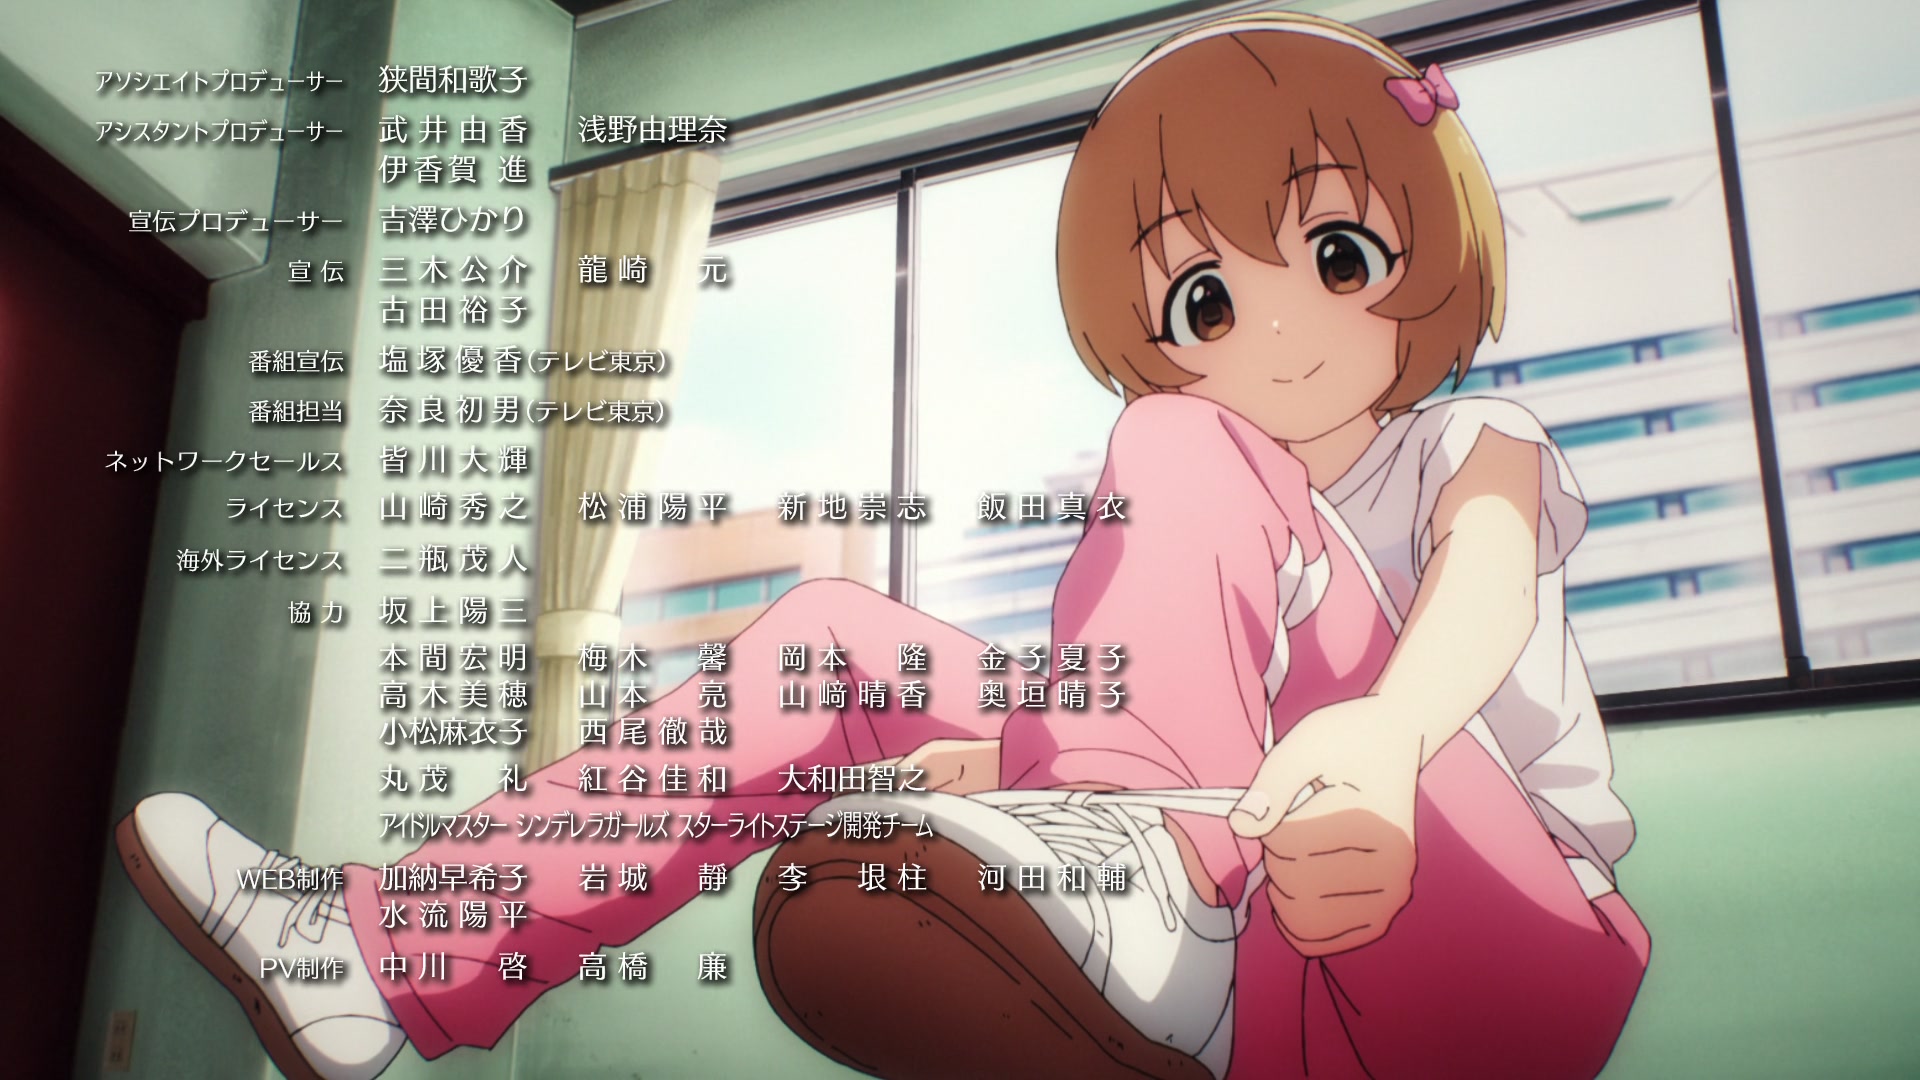 アソシエイトプロデューサー 狭間和歌子
アシスタントプロデューサー 武井由香 浅野由理奈
伊香賀 進
宣伝プロデューサー 吉澤ひかり
宣伝 三木公介 龍崎 元
古田裕子
番組宣伝 塩塚優香(テレビ東京)
番組担当 奈良初男(テレビ東京)
ネットワークセールス 皆川大輝
ライセンス 山崎秀之 松浦陽平 新地崇志 飯田真衣
海外ライセンス 二瓶茂人
協力 坂上陽三
本間宏明 梅木 馨 岡本 隆 金子夏子
高木美穂 山本 亮 山﨑晴香 奥垣晴子
小松麻衣子 西尾徹哉
丸茂 礼 紅谷佳和 大和田智之
アイドルマスター シンデレラガールズ スターライトステージ開発チーム
WEB制作 加納早希子 岩城 静 李 垠柱 河田和輔
水流陽平
PV制作 中川 啓 高橋 廉